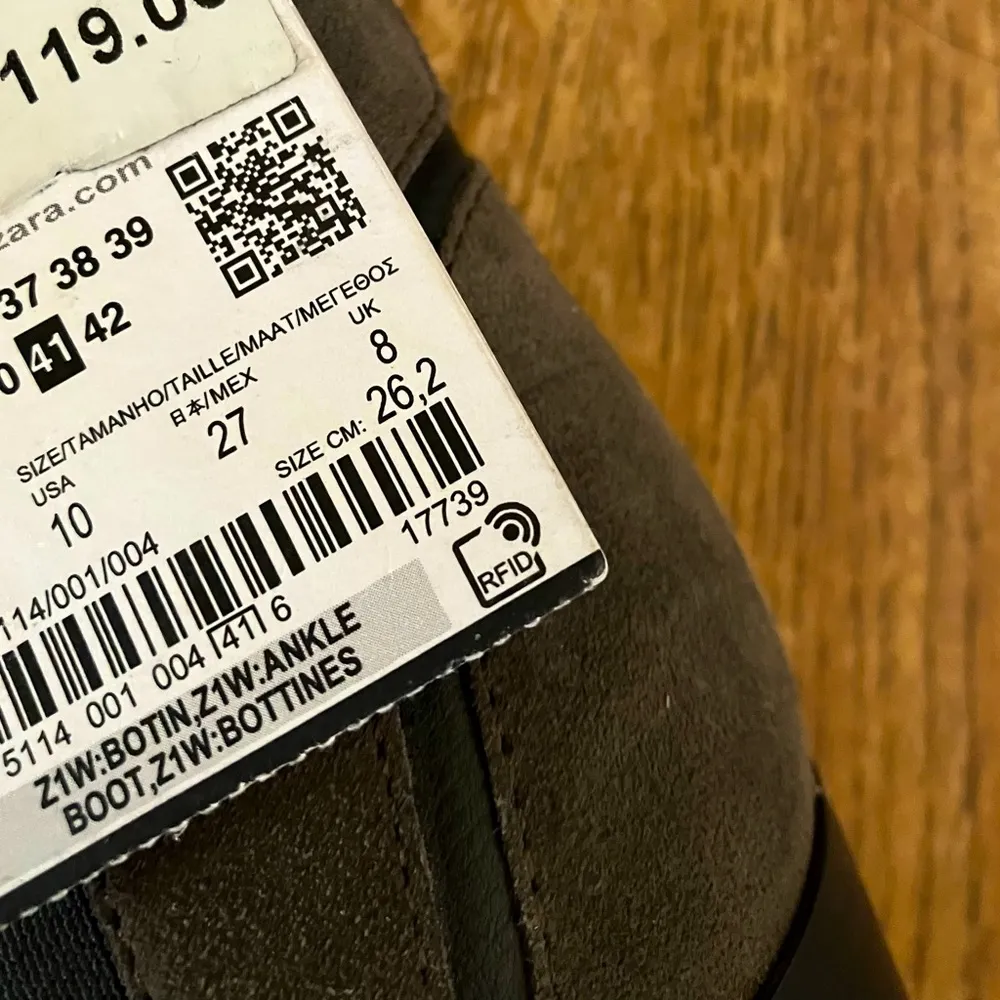 119.00
zara.com
37 38 39
0 41 42
SIZE/TAMANHO/TAILLE/MAAT/ΜΕΓΕΘΟΣ
USA 日本/MEX UK
10 27 8
SIZE CM: 26,2
114/001/004
17739
5114 001 004 41 6
RFID
Z1W:BOTIN,Z1W:ANKLE
BOOT,Z1W:BOTTINES